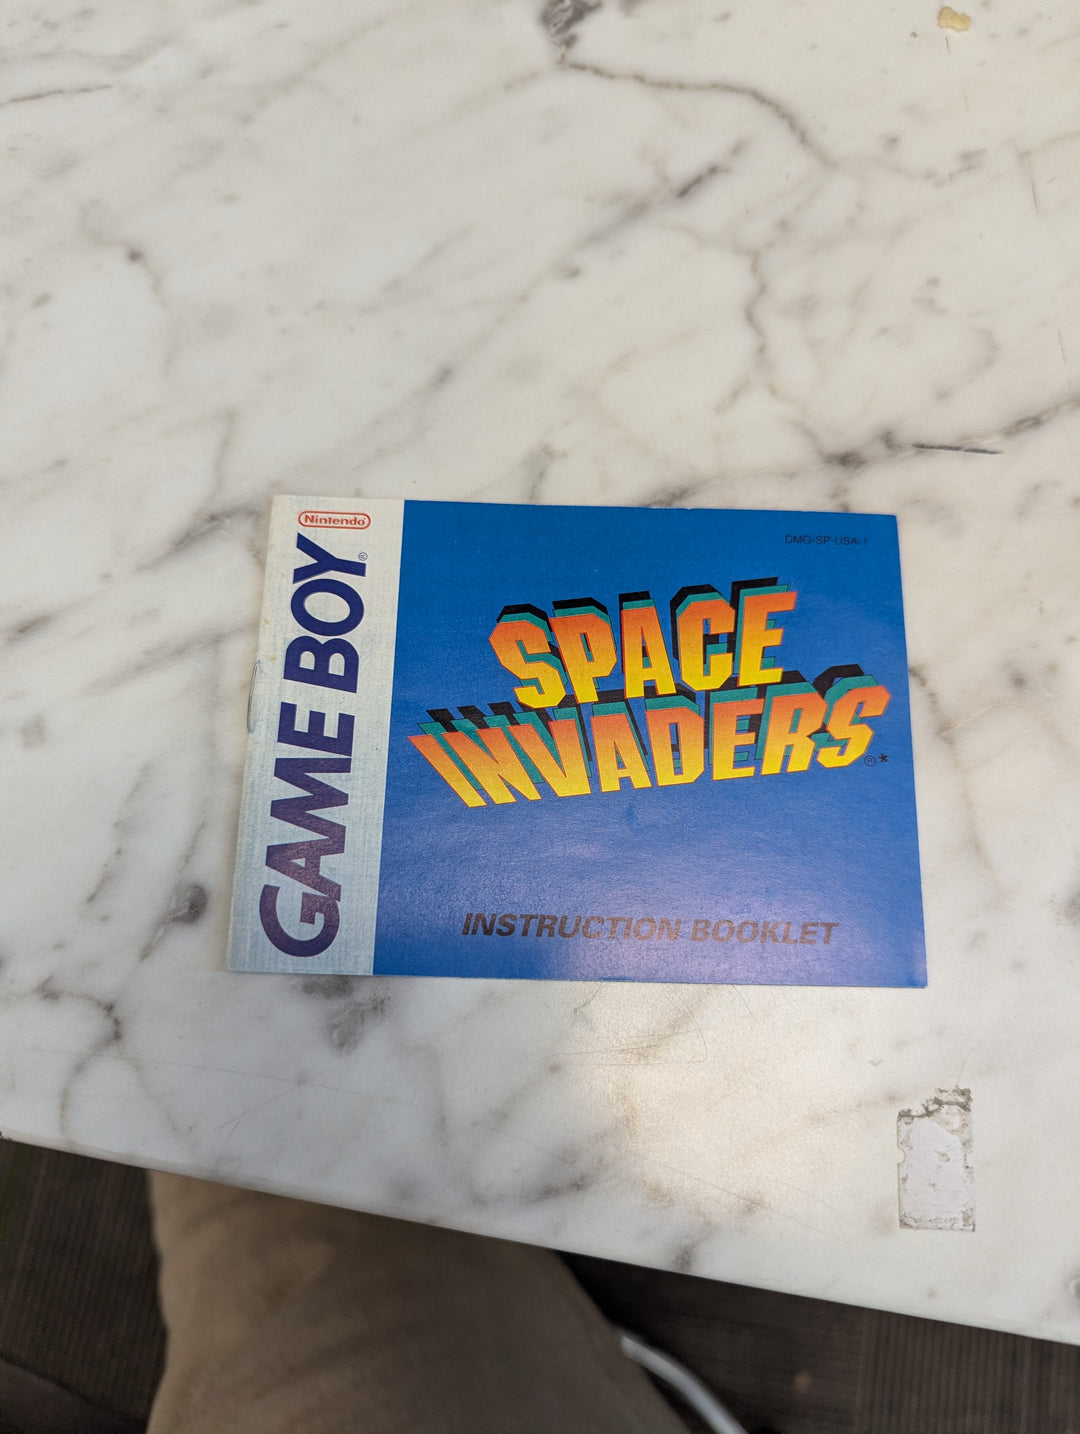 Nintendo®
GAME BOY®
DMG-SP-USA-1
SPACE
INVADERS®*
INSTRUCTION BOOKLET